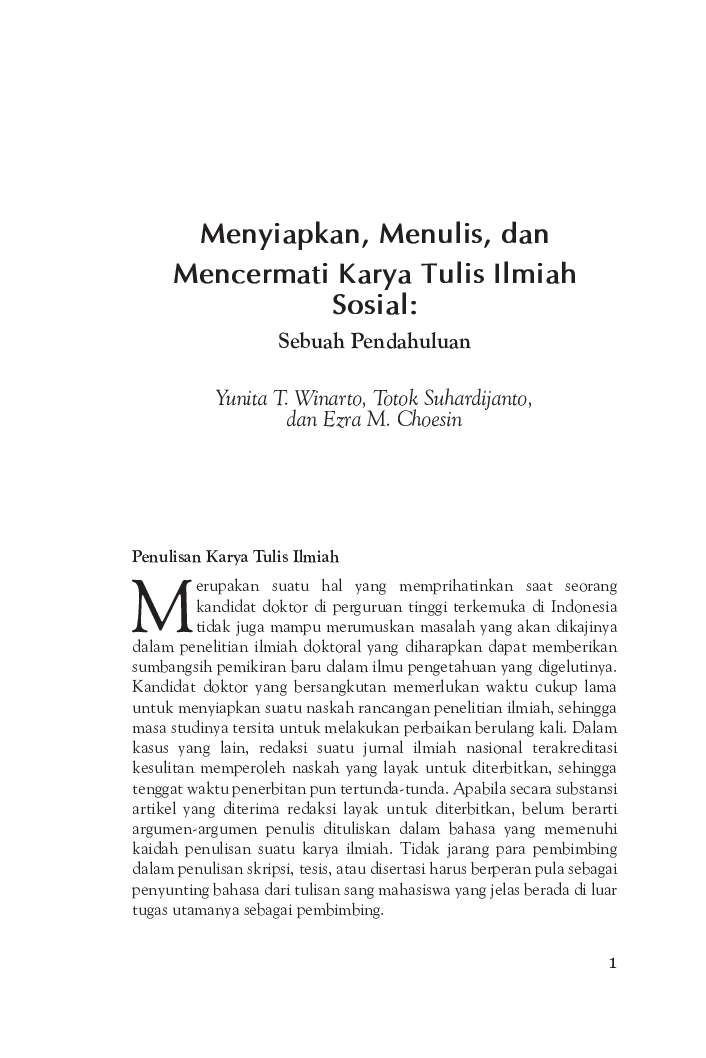 Menyiapkan, Menulis, dan
Mencermati Karya Tulis Ilmiah
Sosial:
Sebuah Pendahuluan
Yunita T. Winarto, Totok Suhardijanto,
dan Ezra M. Choesin
Penulisan Karya Tulis Ilmiah
Merupakan suatu hal yang memprihatinkan saat seorang
kandidat doktor di perguruan tinggi terkemuka di Indonesia
tidak juga mampu merumuskan masalah yang akan dikajinya
dalam penelitian ilmiah doktoral yang diharapkan dapat memberikan
sumbangsih pemikiran baru dalam ilmu pengetahuan yang digelutinya.
Kandidat doktor yang bersangkutan memerlukan waktu cukup lama
untuk menyiapkan suatu naskah rancangan penelitian ilmiah, sehingga
masa studinya tersita untuk melakukan perbaikan berulang kali. Dalam
kasus yang lain, redaksi suatu jurnal ilmiah nasional terakreditasi
kesulitan memperoleh naskah yang layak untuk diterbitkan, sehingga
tenggat waktu penerbitan pun tertunda-tunda. Apabila secara substansi
artikel yang diterima redaksi layak untuk diterbitkan, belum berarti
argumen-argumen penulis dituliskan dalam bahasa yang memenuhi
kaidah penulisan suatu karya ilmiah. Tidak jarang para pembimbing
dalam penulisan skripsi, tesis, atau disertasi harus berperan pula sebagai
penyunting bahasa dari tulisan sang mahasiswa yang jelas berada di luar
tugas utamanya sebagai pembimbing.
1